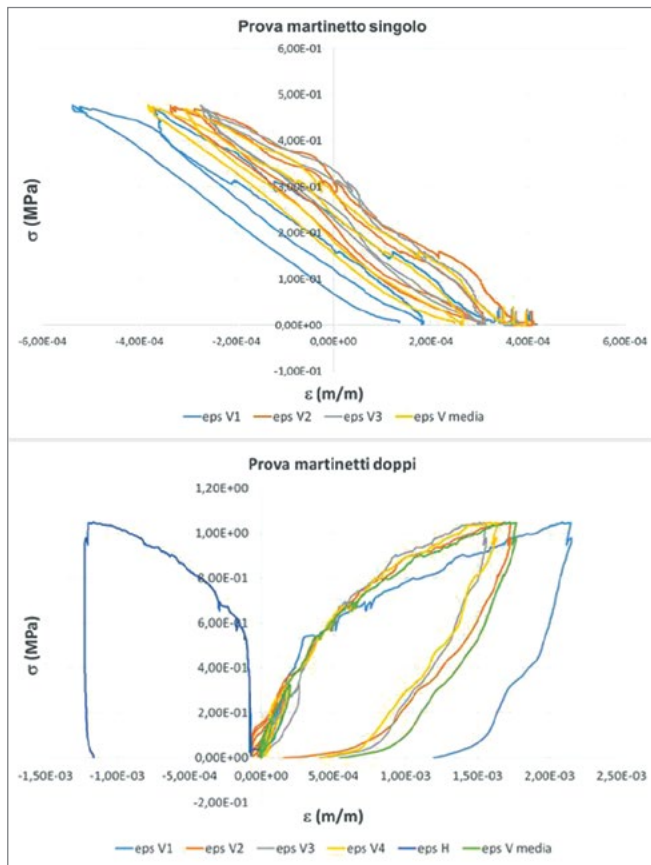 Prova martinetto singolo
6,00E-01
5,00E-01
4,00E-01
3,00E-01
2,00E-01
1,00E-01
0,00E+00
-1,00E-01
σ (MPa)
-6,00E-04 -4,00E-04 -2,00E-04 0,00E+00 2,00E-04 4,00E-04 6,00E-04
ε (m/m)
eps V1 eps V2 eps V3 eps V media
Prova martinetti doppi
1,20E+00
1,00E+00
8,00E-01
6,00E-01
4,00E-01
2,00E-01
0,00E+00
-2,00E-01
σ (MPa)
-1,50E-03 -1,00E-03 -5,00E-04 0,00E+00 5,00E-04 1,00E-03 1,50E-03 2,00E-03 2,50E-03
ε (m/m)
eps V1 eps V2 eps V3 eps V4 eps H eps V media